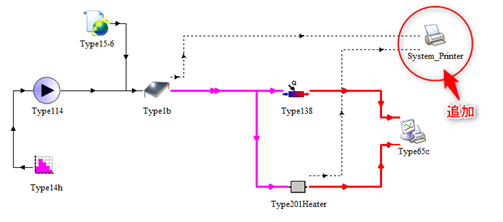 Type15-6
System_Printer
追加
Type114
Type1b
Type138
Type65c
Type14h
Type201Heater